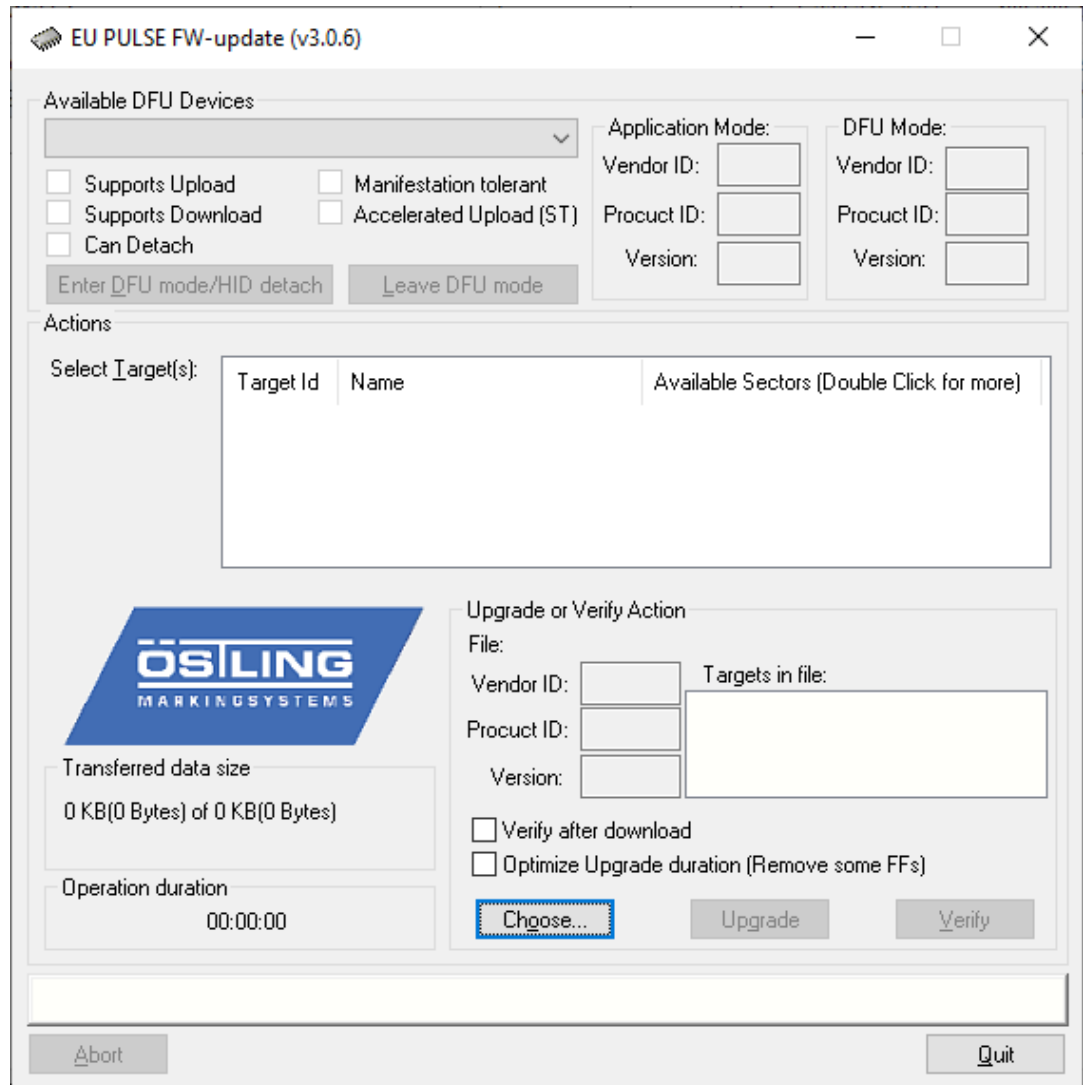 EU PULSE FW-update (v3.0.6)
Available DFU Devices
Supports Upload
Manifestation tolerant
Supports Download
Accelerated Upload (ST)
Can Detach
Enter DFU mode/HID detach
Leave DFU mode
Application Mode:
Vendor ID:
Procuct ID:
Version:
DFU Mode:
Vendor ID:
Procuct ID:
Version:
Actions
Select Target(s):
Target Id
Name
Available Sectors (Double Click for more)
ÖSTLING
MARKINGSYSTEMS
Transferred data size
0 KB(0 Bytes) of 0 KB(0 Bytes)
Operation duration
00:00:00
Upgrade or Verify Action
File:
Vendor ID:
Procuct ID:
Version:
Targets in file:
Verify after download
Optimize Upgrade duration (Remove some FFs)
Choose...
Upgrade
Verify
Abort
Quit